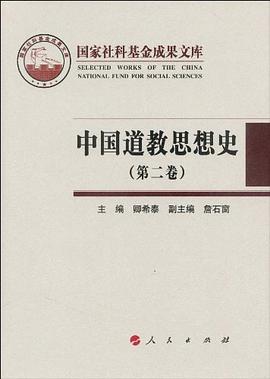 国家社科基金成果文库
SELECTED WORKS OF THE CHINA
NATIONAL FUND FOR SOCIAL SCIENCES
中国道教思想史
(第二卷)
主 编 卿希泰 副主编 詹石窗
人民出版社